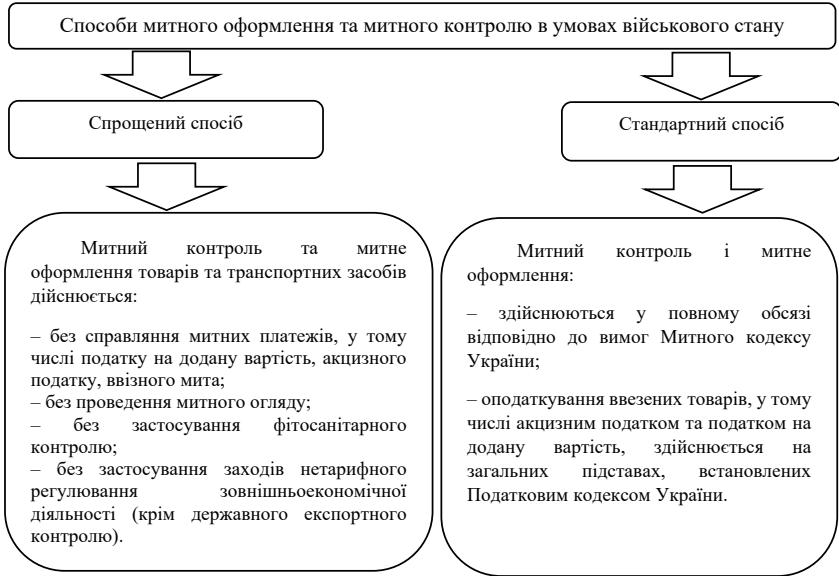 Способи митного оформлення та митного контролю в умовах військового стану
Спрощений спосіб
Стандартний спосіб
Митний контроль та митне
оформлення товарів та транспортних засобів
дійснюється:
– без справляння митних платежів, у тому
числі податку на додану вартість, акцизного
податку, ввізного мита;
– без проведення митного огляду;
– без застосування фітосанітарного
контролю;
– без застосування заходів нетарифного
регулювання зовнішньоекономічної
діяльності (крім державного експортного
контролю).
Митний контроль і митне
оформлення:
– здійснюються у повному обсязі
відповідно до вимог Митного кодексу
України;
– оподаткування ввезених товарів, у тому
числі акцизним податком та податком на
додану вартість, здійснюється на
загальних підставах, встановлених
Податковим кодексом України.